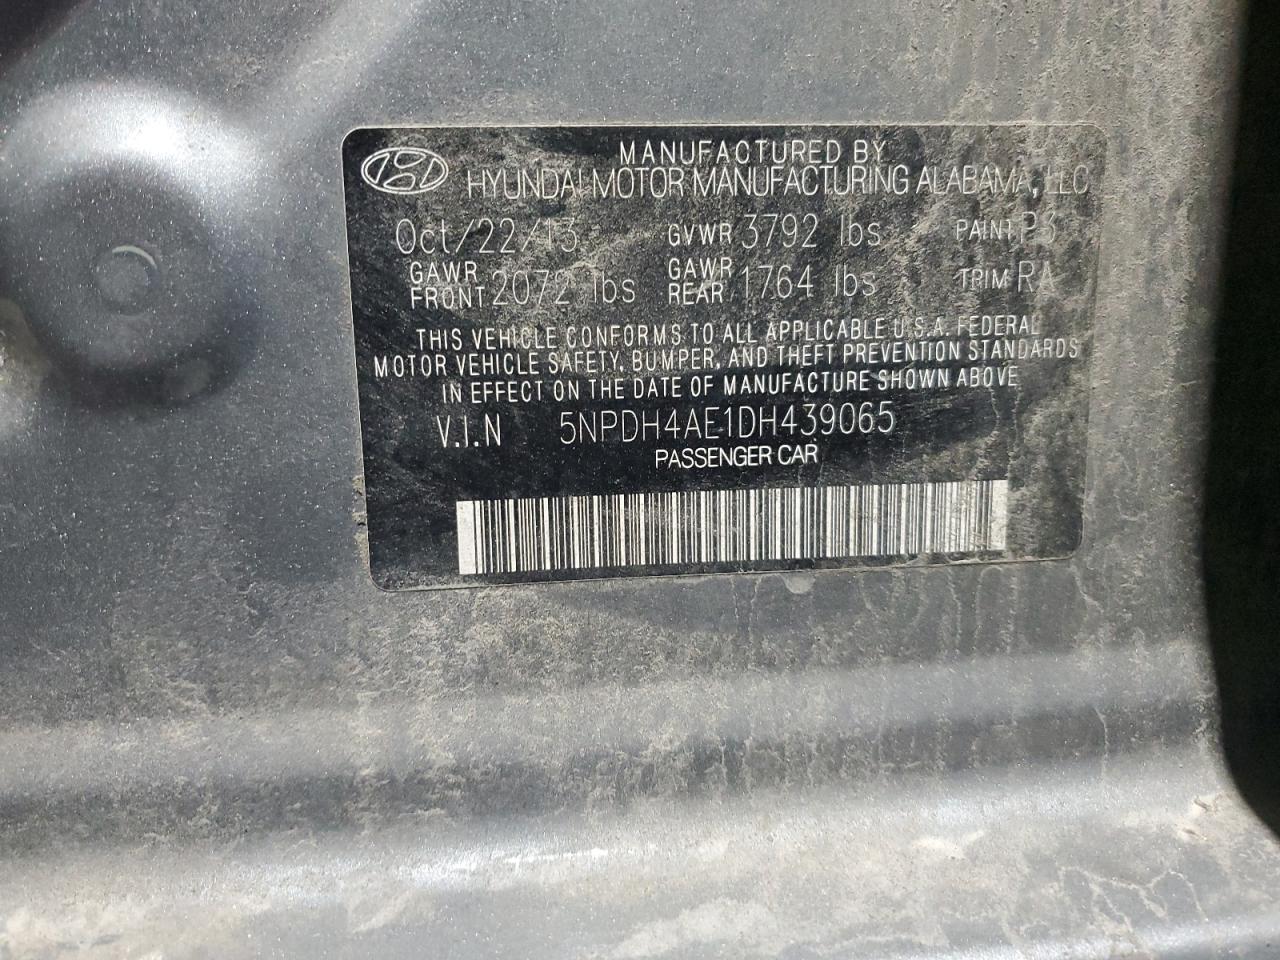 MANUFACTURED BY
HYUNDAI MOTOR MANUFACTURING ALABAMA, LLC
Oct/22/13 GVWR 3792 lbs PAINT P3
GAWR FRONT 2072 lbs GAWR REAR 1764 lbs TRIM RA
THIS VEHICLE CONFORMS TO ALL APPLICABLE U.S.A. FEDERAL
MOTOR VEHICLE SAFETY, BUMPER, AND THEFT PREVENTION STANDARDS
IN EFFECT ON THE DATE OF MANUFACTURE SHOWN ABOVE
V.I.N 5NPDH4AE1DH439065
PASSENGER CAR